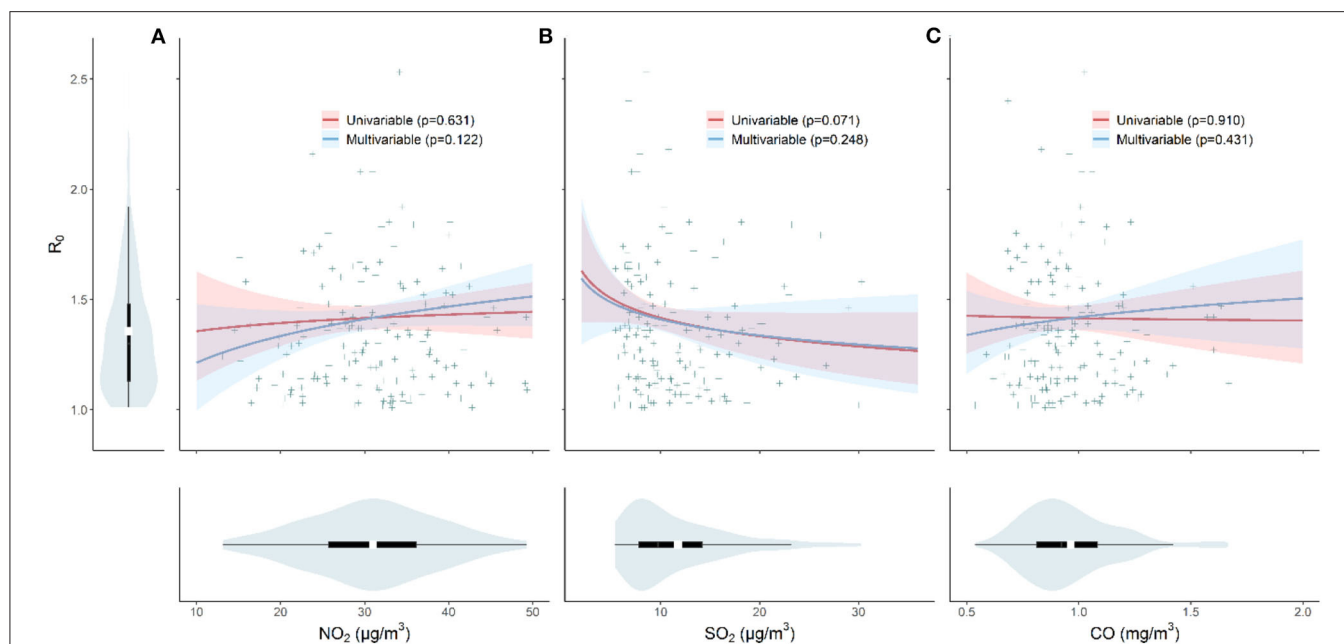 A
B
C
2.5
2.0
1.5
1.0
R₀
Univariable (p=0.631)
Multivariable (p=0.122)
Univariable (p=0.071)
Multivariable (p=0.248)
Univariable (p=0.910)
Multivariable (p=0.431)
10 20 30 40 50
NO₂ (µg/m³)
10 20 30
SO₂ (µg/m³)
0.5 1.0 1.5 2.0
CO (mg/m³)